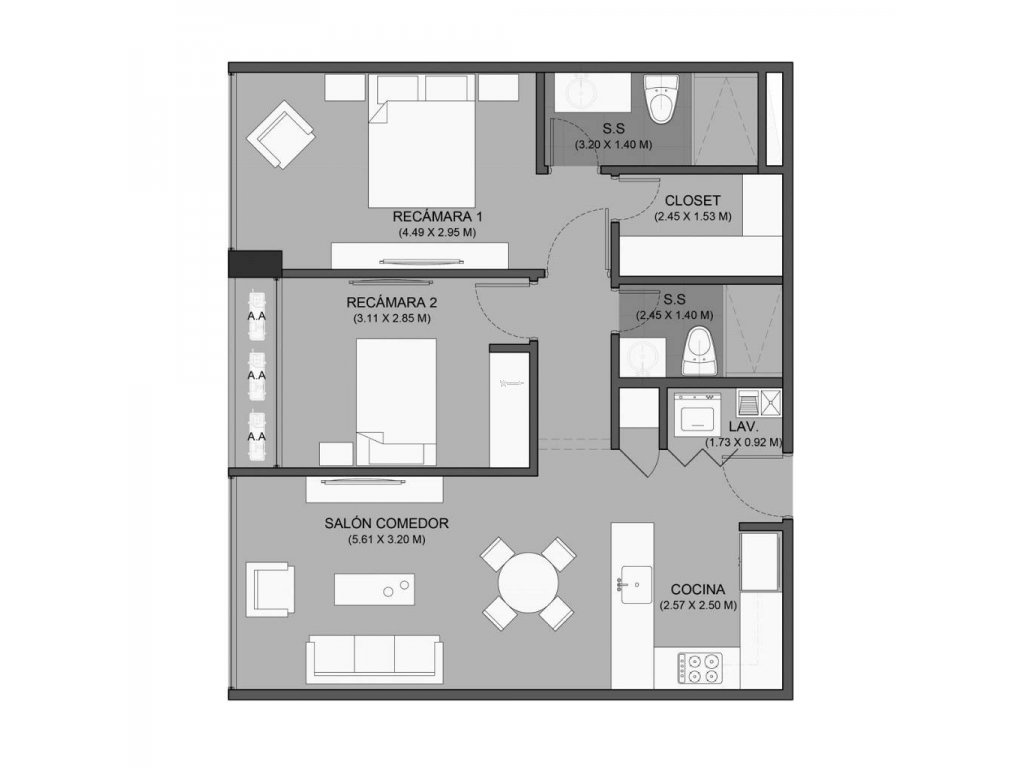 S.S
(3.20 X 1.40 M)
CLOSET
(2.45 X 1.53 M)
RECÁMARA 1
(4.49 X 2.95 M)
RECÁMARA 2
(3.11 X 2.85 M)
S.S
(2.45 X 1.40 M)
A.A
A.A
A.A
LAV.
(1.73 X 0.92 M)
SALÓN COMEDOR
(5.61 X 3.20 M)
COCINA
(2.57 X 2.50 M)